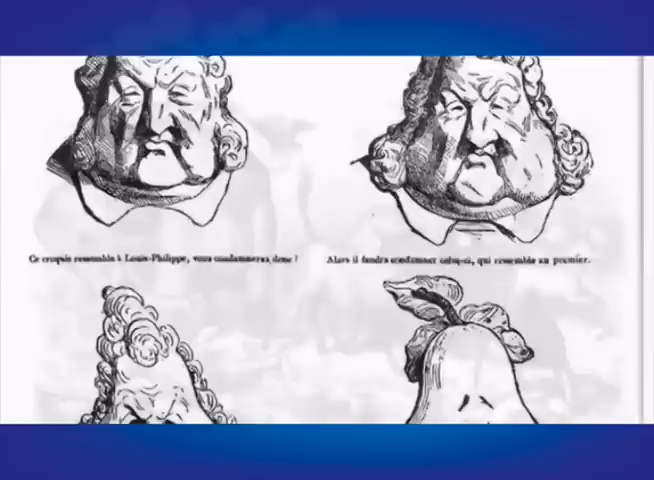 Ce croquis ressemble à Louis-Philippe, vous condamnerez donc !
Alors il faudra condamner celui-ci, qui ressemble au premier.